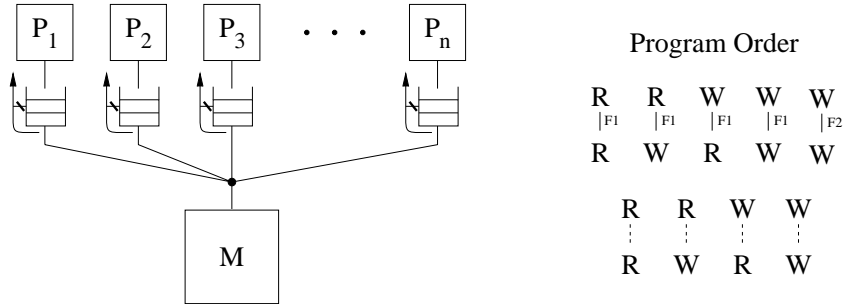 P1 P2 P3 . . . Pn
M
Program Order
R R W W W
F1 F1 F1 F1 F2
R W R W W
R R W W
R W R W